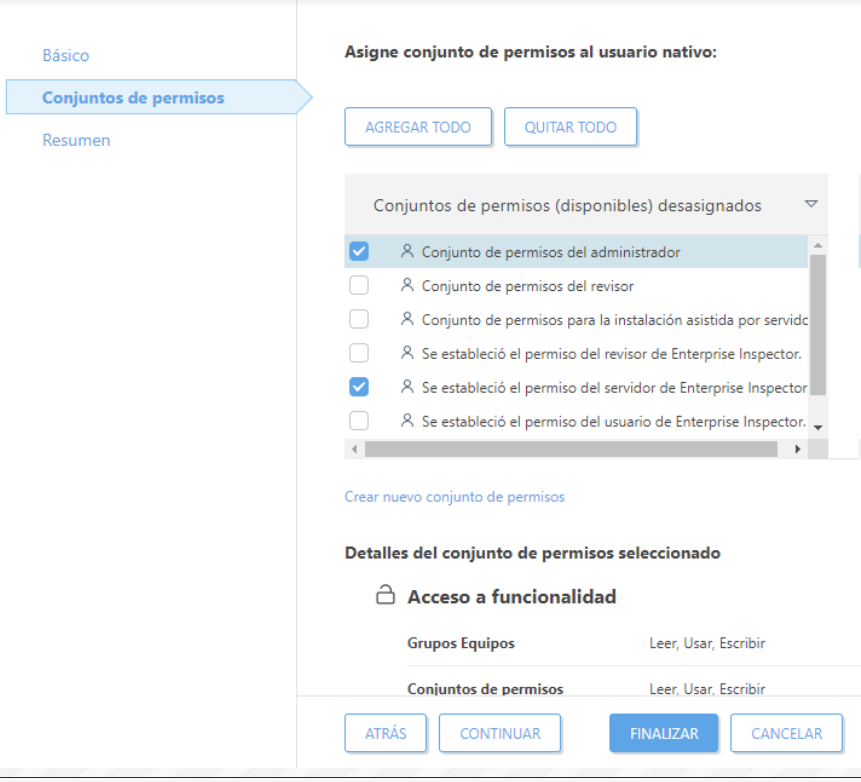 Básico
Conjuntos de permisos
Resumen
Asigne conjunto de permisos al usuario nativo:
AGREGAR TODO
QUITAR TODO
Conjuntos de permisos (disponibles) desasignados
Conjunto de permisos del administrador
Conjunto de permisos del revisor
Conjunto de permisos para la instalación asistida por servido
Se estableció el permiso del revisor de Enterprise Inspector.
Se estableció el permiso del servidor de Enterprise Inspector
Se estableció el permiso del usuario de Enterprise Inspector.
Crear nuevo conjunto de permisos
Detalles del conjunto de permisos seleccionado
Acceso a funcionalidad
Grupos Equipos Leer, Usar, Escribir
Conjuntos de permisos Leer, Usar, Escribir
ATRÁS
CONTINUAR
FINALIZAR
CANCELAR